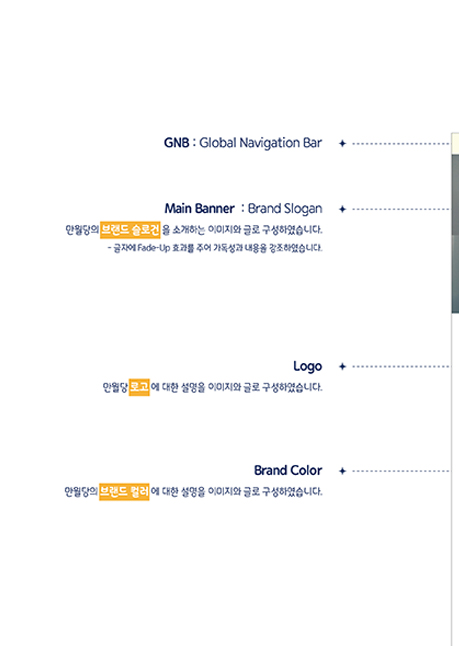 GNB : Global Navigation Bar
Main Banner : Brand Slogan
만월당의 브랜드 슬로건 을 소개하는 이미지와 글로 구성하였습니다.
- 글자에 Fade-Up 효과를 주어 가독성과 내용을 강조하였습니다.
Logo
만월당 로고 에 대한 설명을 이미지와 글로 구성하였습니다.
Brand Color
만월당의 브랜드 컬러 에 대한 설명을 이미지와 글로 구성하였습니다.